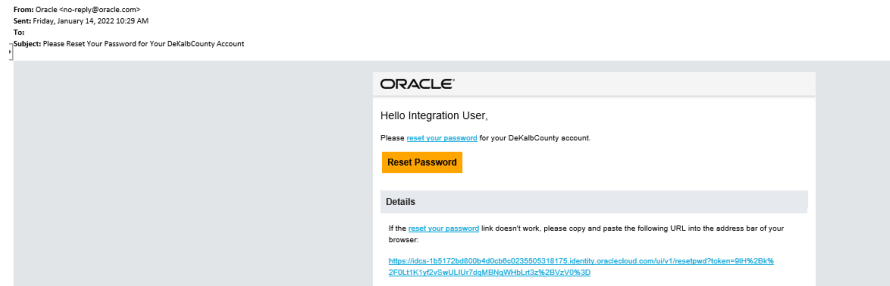 From: Oracle <no-reply@oracle.com>
Sent: Friday, January 14, 2022 10:29 AM
To:
Subject: Please Reset Your Password for Your DeKalbCounty Account
ORACLE
Hello Integration User,
Please reset your password for your DeKalbCounty account.
Reset Password
Details
If the reset your password link doesn't work, please copy and paste the following URL into the address bar of your
browser:
https://idcs-1b5172bd800b4d0cb6c0235505318175.identity.oraclecloud.com/ui/v1/resetpwd?token=9IH%2Bk%
2F0Lt1K1yf2vSwULIUr7dqMBNqWHbLrt3z%2BVzV0%3D